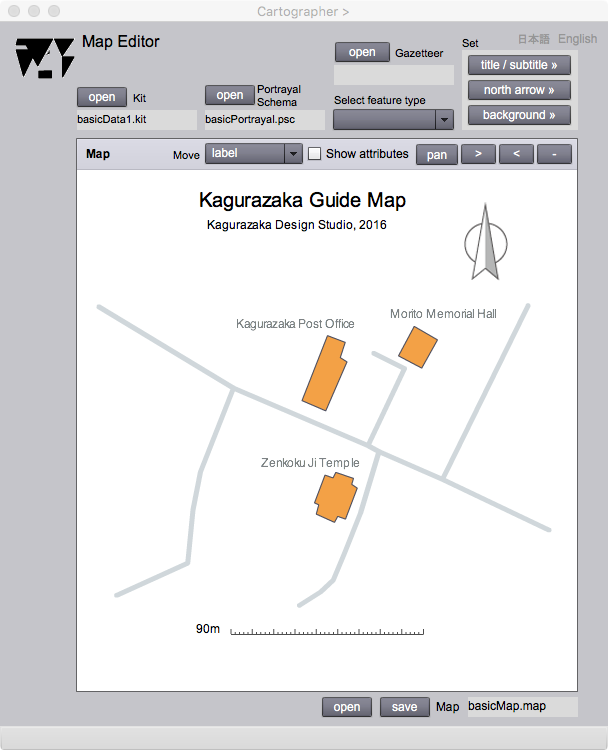 Cartographer >
Map Editor
open Gazetteer
Set
日本語 English
title / subtitle »
north arrow »
background »
open Kit
open Portrayal
Schema
Select feature type
basicData1.kit
basicPortrayal.psc
Map
Move label
Show attributes
pan > < -
Kagurazaka Guide Map
Kagurazaka Design Studio, 2016
Morito Memorial Hall
Kagurazaka Post Office
Zenkoku Ji Temple
90m
open save Map basicMap.map